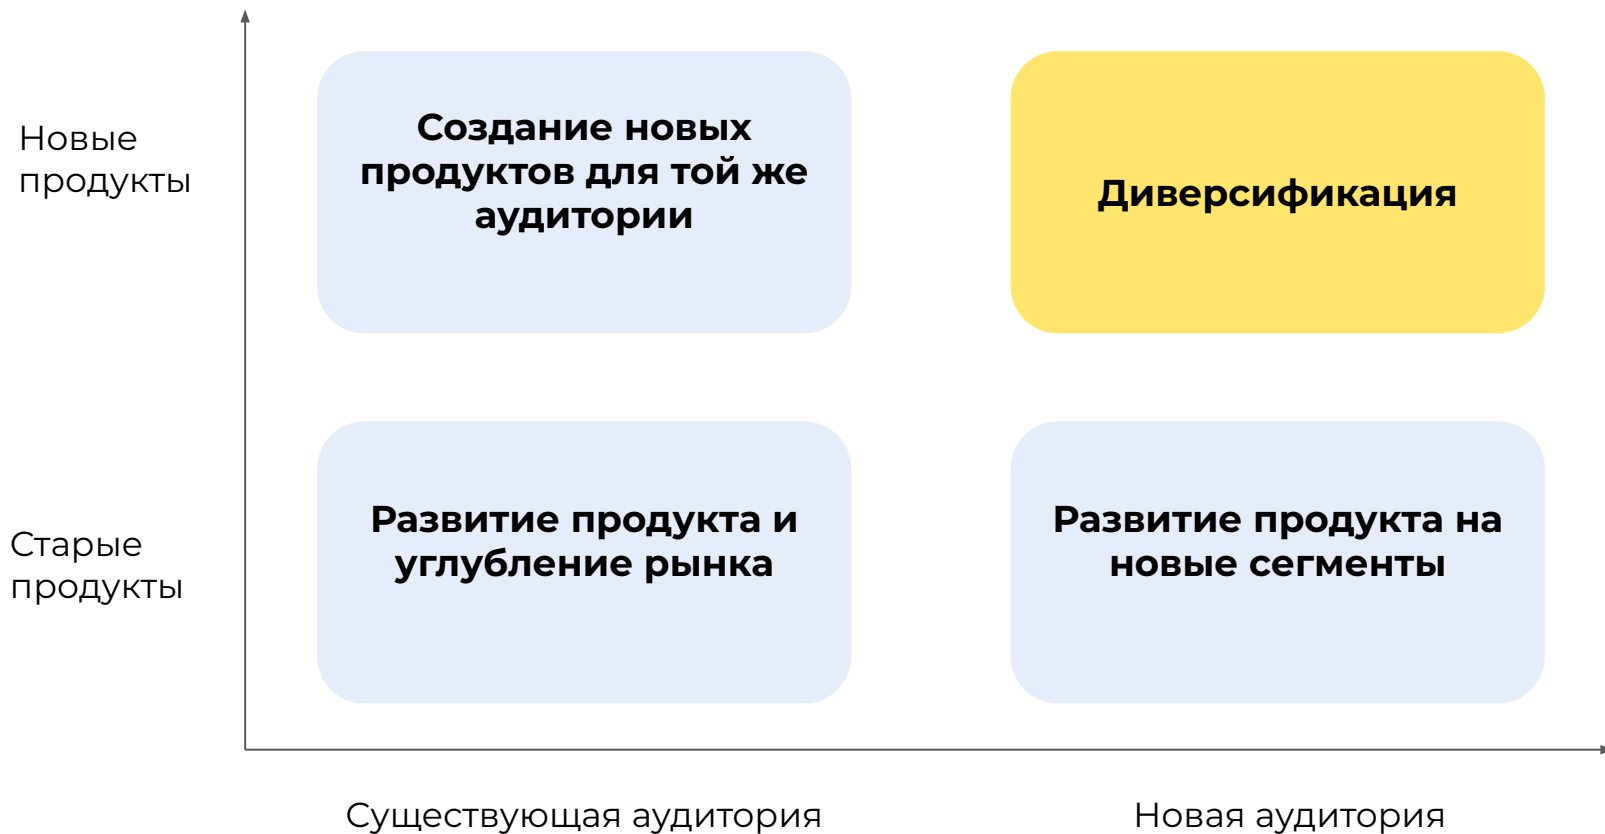 Новые
продукты
Создание новых
продуктов для той же
аудитории
Диверсификация
Старые
продукты
Развитие продукта и
углубление рынка
Развитие продукта на
новые сегменты
Существующая аудитория
Новая аудитория